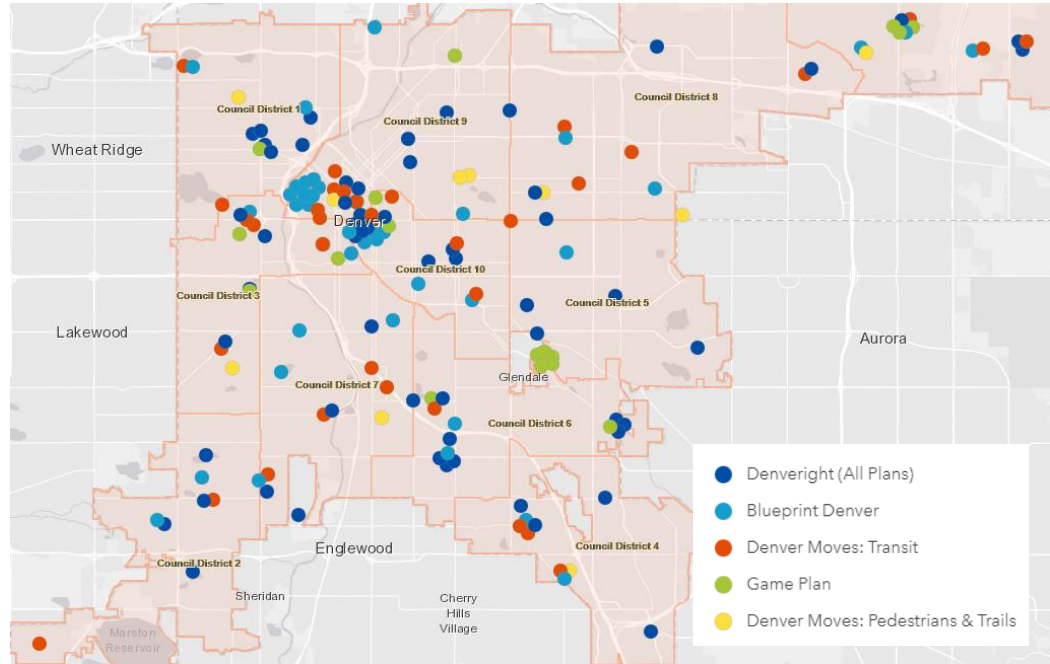 Council District 1
Council District 9
Council District 8
Wheat Ridge
Denver
Council District 10
Council District 3
Council District 5
Lakewood
Aurora
Glendale
Council District 7
Council District 6
Denveright (All Plans)
Blueprint Denver
Denver Moves: Transit
Game Plan
Denver Moves: Pedestrians & Trails
Englewood
Council District 4
Council District 2
Sheridan
Cherry
Hills
Village
Marston
Reservoir